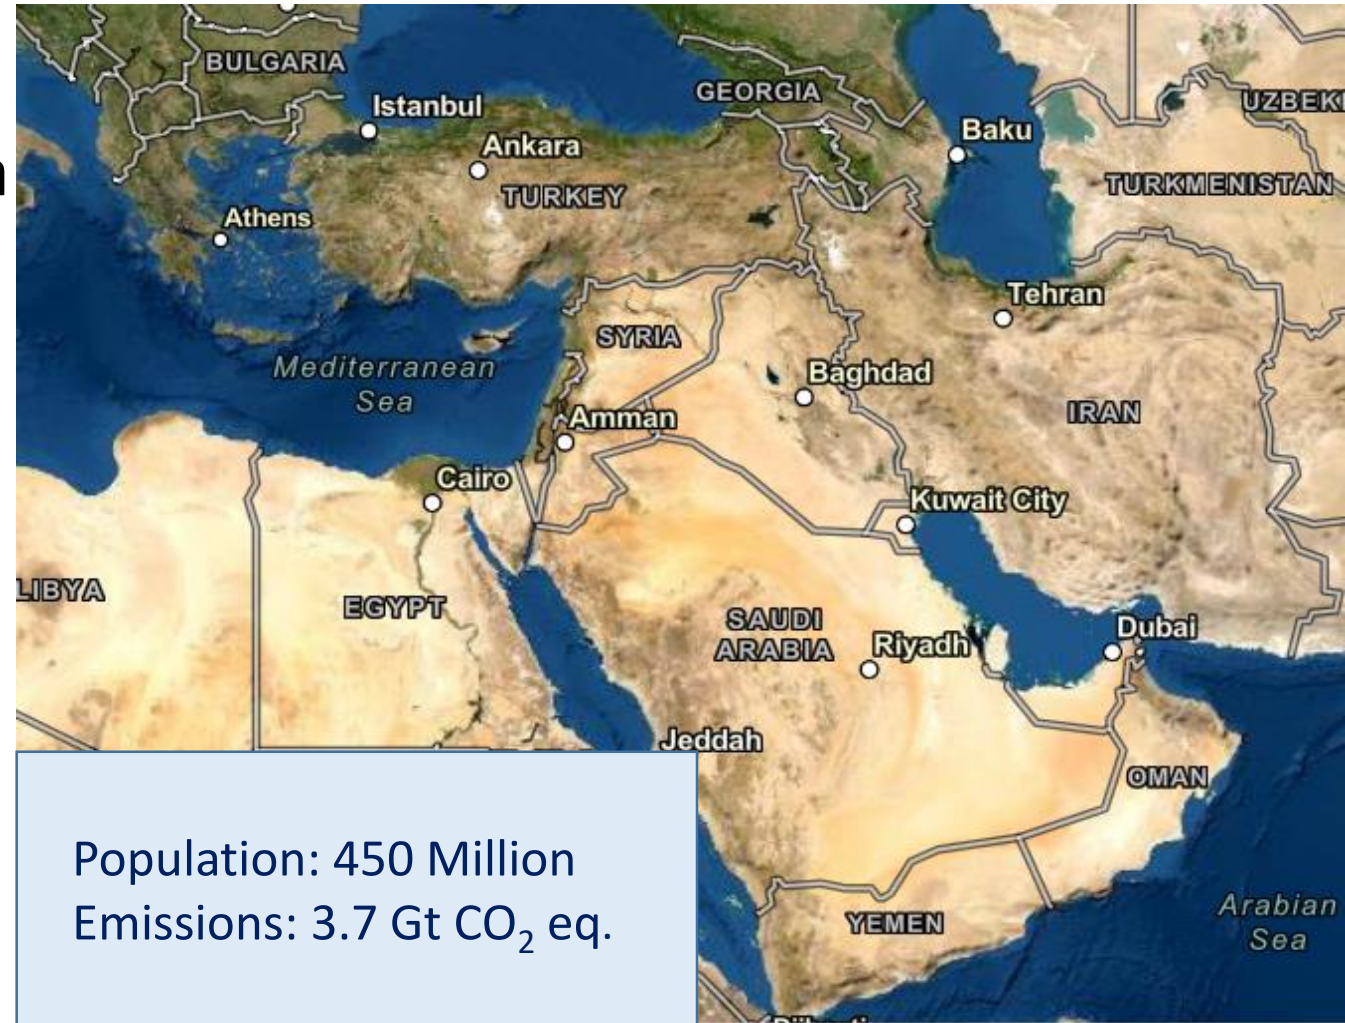 BULGARIA
GEORGIA
UZBEKI
Istanbul
Baku
Ankara
TURKMENISTAN
TURKEY
Athens
Tehran
SYRIA
Mediterranean
Sea
Baghdad
IRAN
Amman
Cairo
Kuwait City
LIBYA
EGYPT
SAUDI
ARABIA
Riyadh
Dubai
Jeddah
OMAN
Population: 450 Million
Emissions: 3.7 Gt CO₂ eq.
YEMEN
Arabian
Sea